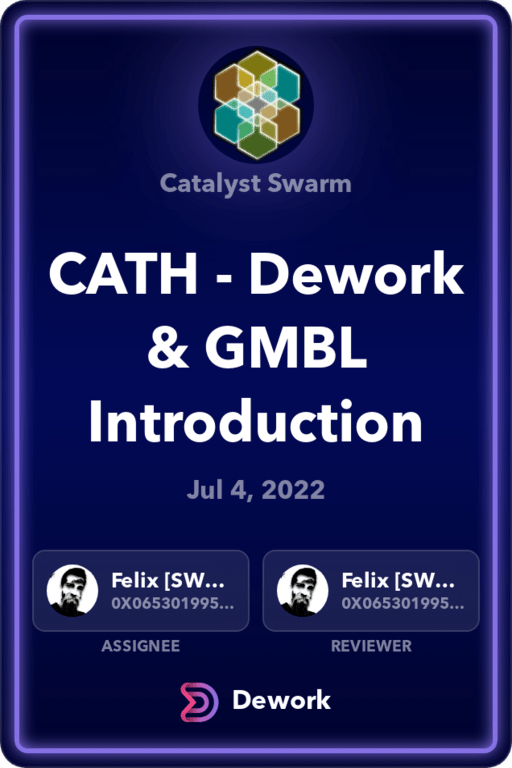 Catalyst Swarm
CATH - Dework
& GMBL
Introduction
Jul 4, 2022
Felix [SW...
0X065301995...
ASSIGNEE
Felix [SW...
0X065301995...
REVIEWER
Dework